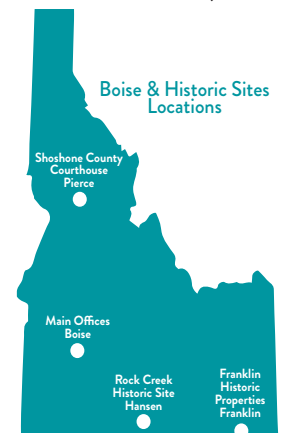 Boise & Historic Sites
Locations
Shoshone County
Courthouse
Pierce
Main Offices
Boise
Rock Creek
Historic Site
Hansen
Franklin
Historic
Properties
Franklin